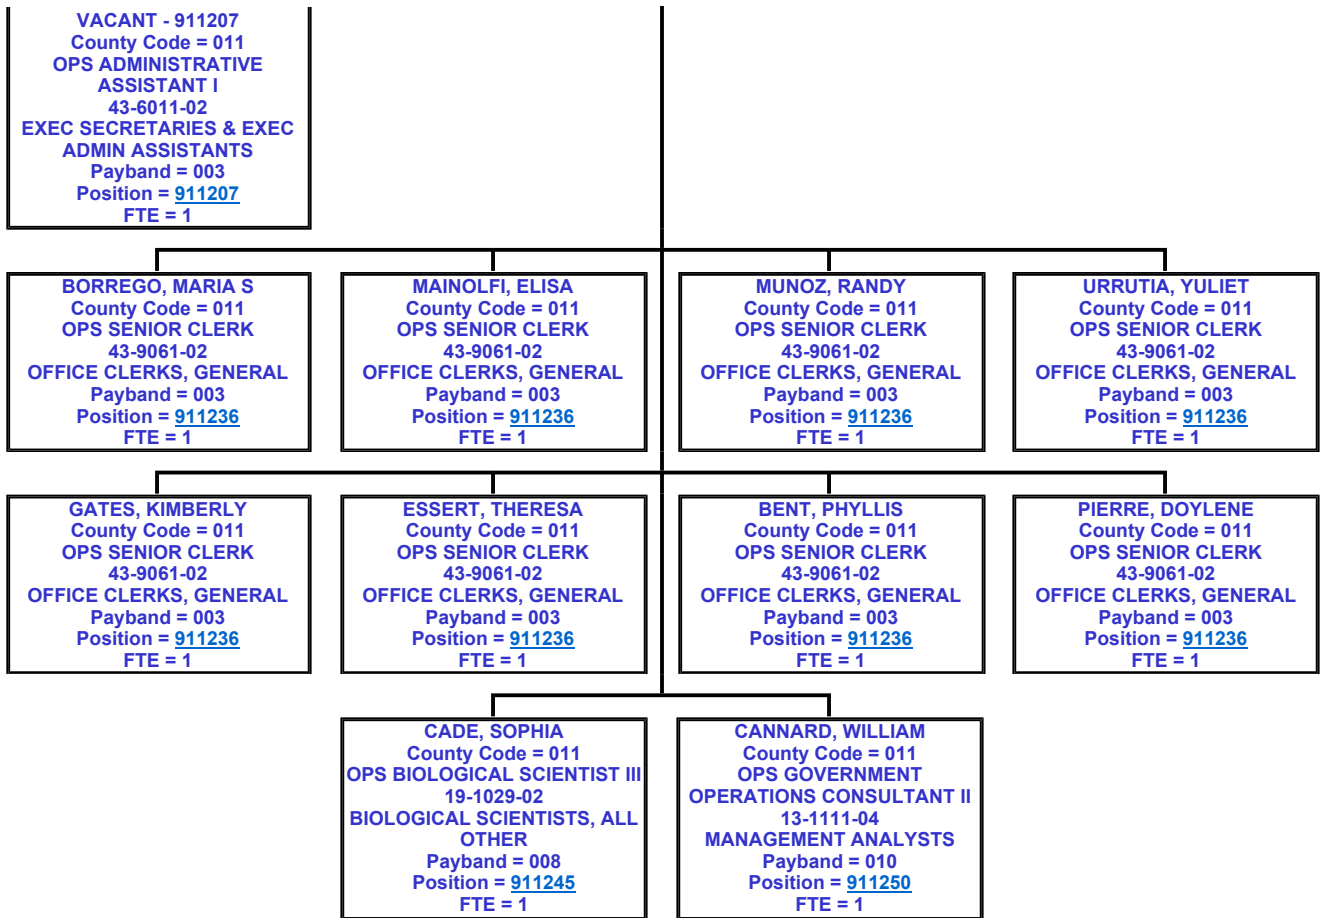 VACANT - 911207
County Code = 011
OPS ADMINISTRATIVE
ASSISTANT I
43-6011-02
EXEC SECRETARIES & EXEC
ADMIN ASSISTANTS
Payband = 003
Position = 911207
FTE = 1
BORREGO, MARIA S
County Code = 011
OPS SENIOR CLERK
43-9061-02
OFFICE CLERKS, GENERAL
Payband = 003
Position = 911236
FTE = 1
MAINOLFI, ELISA
County Code = 011
OPS SENIOR CLERK
43-9061-02
OFFICE CLERKS, GENERAL
Payband = 003
Position = 911236
FTE = 1
MUNOZ, RANDY
County Code = 011
OPS SENIOR CLERK
43-9061-02
OFFICE CLERKS, GENERAL
Payband = 003
Position = 911236
FTE = 1
URRUTIA, YULIET
County Code = 011
OPS SENIOR CLERK
43-9061-02
OFFICE CLERKS, GENERAL
Payband = 003
Position = 911236
FTE = 1
GATES, KIMBERLY
County Code = 011
OPS SENIOR CLERK
43-9061-02
OFFICE CLERKS, GENERAL
Payband = 003
Position = 911236
FTE = 1
ESSERT, THERESA
County Code = 011
OPS SENIOR CLERK
43-9061-02
OFFICE CLERKS, GENERAL
Payband = 003
Position = 911236
FTE = 1
BENT, PHYLLIS
County Code = 011
OPS SENIOR CLERK
43-9061-02
OFFICE CLERKS, GENERAL
Payband = 003
Position = 911236
FTE = 1
PIERRE, DOYLENE
County Code = 011
OPS SENIOR CLERK
43-9061-02
OFFICE CLERKS, GENERAL
Payband = 003
Position = 911236
FTE = 1
CADE, SOPHIA
County Code = 011
OPS BIOLOGICAL SCIENTIST III
19-1029-02
BIOLOGICAL SCIENTISTS, ALL
OTHER
Payband = 008
Position = 911245
FTE = 1
CANNARD, WILLIAM
County Code = 011
OPS GOVERNMENT
OPERATIONS CONSULTANT II
13-1111-04
MANAGEMENT ANALYSTS
Payband = 010
Position = 911250
FTE = 1